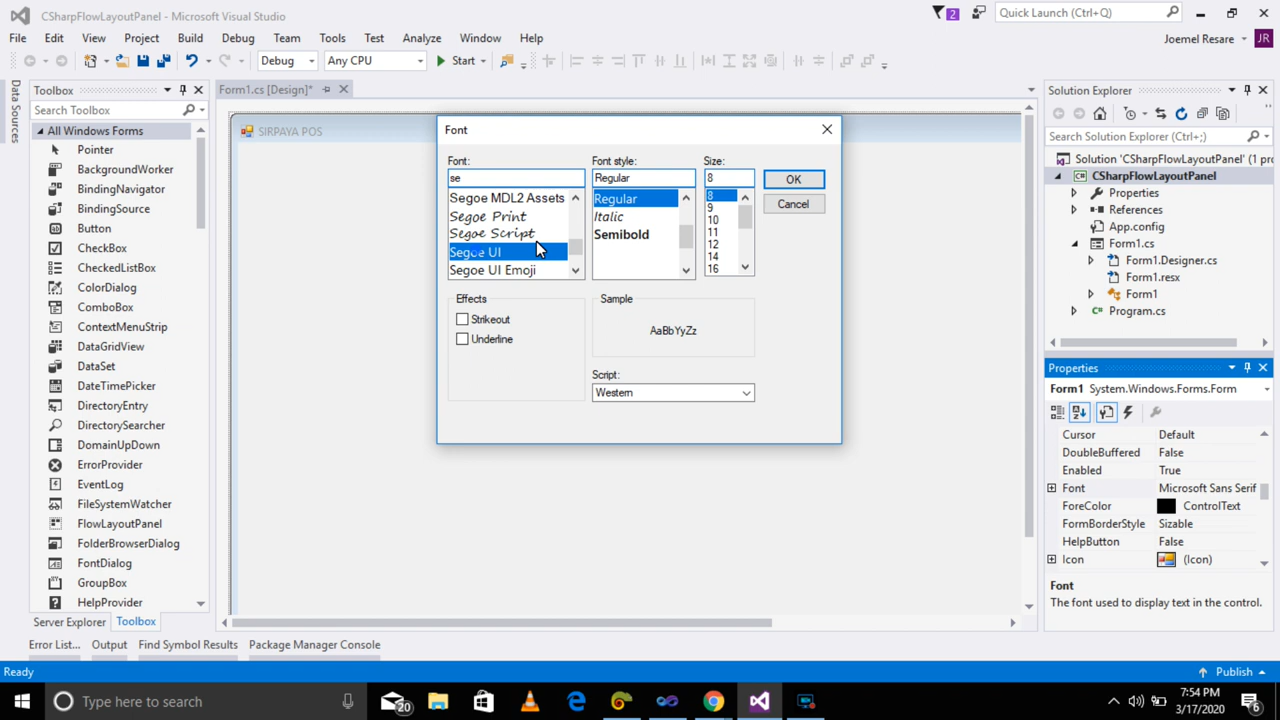 CSharpFlowLayoutPanel - Microsoft Visual Studio
2
Quick Launch (Ctrl+Q)
File Edit View Project Build Debug Team Tools Test Analyze Window Help
Joemel Resare
JR
Debug
Any CPU
Start
Data Sources
Toolbox
Search Toolbox
All Windows Forms
Pointer
BackgroundWorker
BindingNavigator
BindingSource
Button
CheckBox
CheckedListBox
ColorDialog
ComboBox
ContextMenuStrip
DataGridView
DataSet
DateTimePicker
DirectoryEntry
DirectorySearcher
DomainUpDown
ErrorProvider
EventLog
FileSystemWatcher
FlowLayoutPanel
FolderBrowserDialog
FontDialog
GroupBox
HelpProvider
Server Explorer
Toolbox
Form1.cs [Design]*
SIRPAYA POS
Font
Font:
se
Segoe MDL2 Assets
Segoe Print
Segoe Script
Segoe UI
Segoe UI Emoji
Font style:
Regular
Regular
Italic
Semibold
Size:
8
8
9
10
11
12
14
16
OK
Cancel
Effects
Strikeout
Underline
Sample
AaBbYyZz
Script:
Western
Solution Explorer
Search Solution Explorer (Ctrl+;)
Solution 'CSharpFlowLayoutPanel' (1 proj
CSharpFlowLayoutPanel
Properties
References
App.config
Form1.cs
Form1.Designer.cs
Form1.resx
Form1
Program.cs
Properties
Form1 System.Windows.Forms.Form
Cursor Default
DoubleBuffered False
Enabled True
Font Microsoft Sans Serif
ForeColor ControlText
FormBorderStyle Sizable
HelpButton False
Icon (Icon)
Font
The font used to display text in the control.
Error List...
Output
Find Symbol Results
Package Manager Console
Ready
Publish
Type here to search
20
7:54 PM
3/17/2020
6